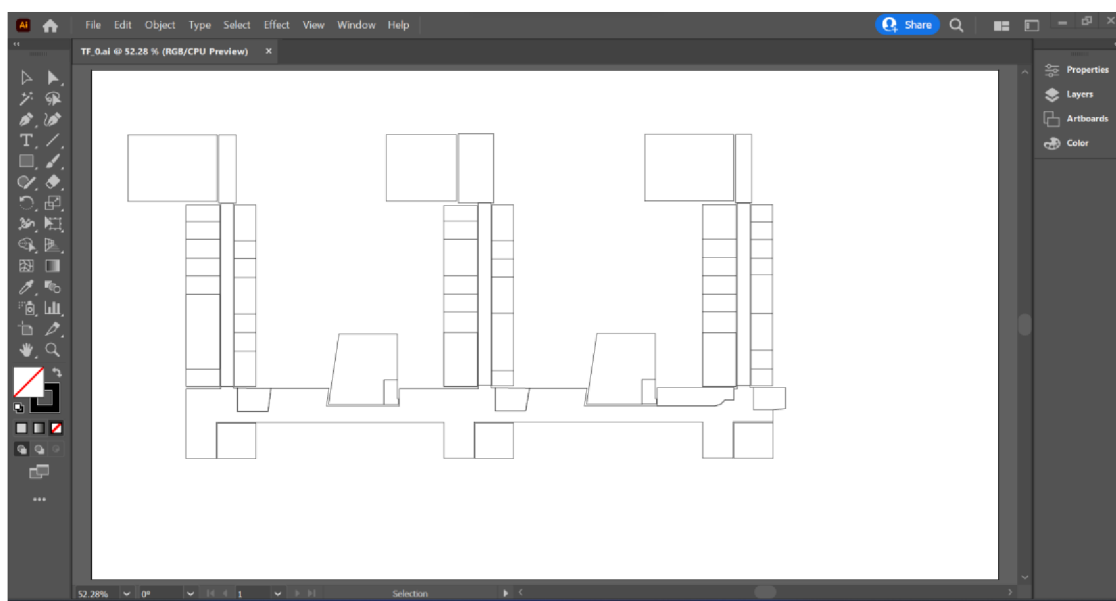 Ai File Edit Object Type Select Effect View Window Help Share
TF_0.ai @ 52.28 % (RGB/CPU Preview) ×
Properties
Layers
Artboards
Color
52.28% 0° 1 Selection